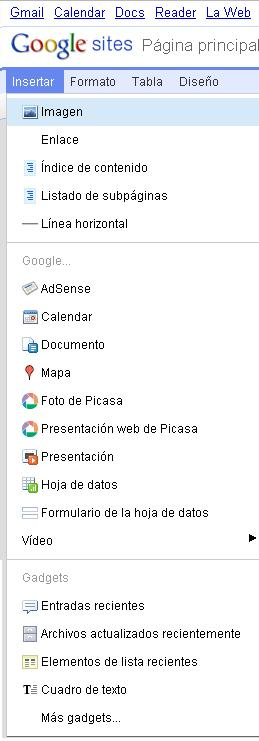 Gmail Calendar Docs Reader La Web
Google sites Página principal
Insertar Formato Tabla Diseño
Imagen
Enlace
Índice de contenido
Listado de subpáginas
Línea horizontal
Google...
AdSense
Calendar
Documento
Mapa
Foto de Picasa
Presentación web de Picasa
Presentación
Hoja de datos
Formulario de la hoja de datos
Vídeo
Gadgets
Entradas recientes
Archivos actualizados recientemente
Elementos de lista recientes
Cuadro de texto
Más gadgets...